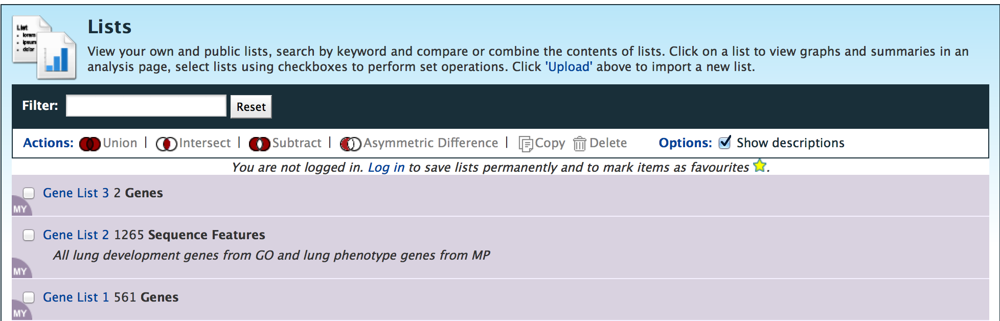 List
lorem
ipsum
dolor
Lists
View your own and public lists, search by keyword and compare or combine the contents of lists. Click on a list to view graphs and summaries in an
analysis page, select lists using checkboxes to perform set operations. Click 'Upload' above to import a new list.
Filter: Reset
Actions: Union | Intersect | Subtract | Asymmetric Difference | Copy Delete Options: Show descriptions
You are not logged in. Log in to save lists permanently and to mark items as favourites .
Gene List 3 2 Genes
MY
Gene List 2 1265 Sequence Features
All lung development genes from GO and lung phenotype genes from MP
MY
Gene List 1 561 Genes
MY